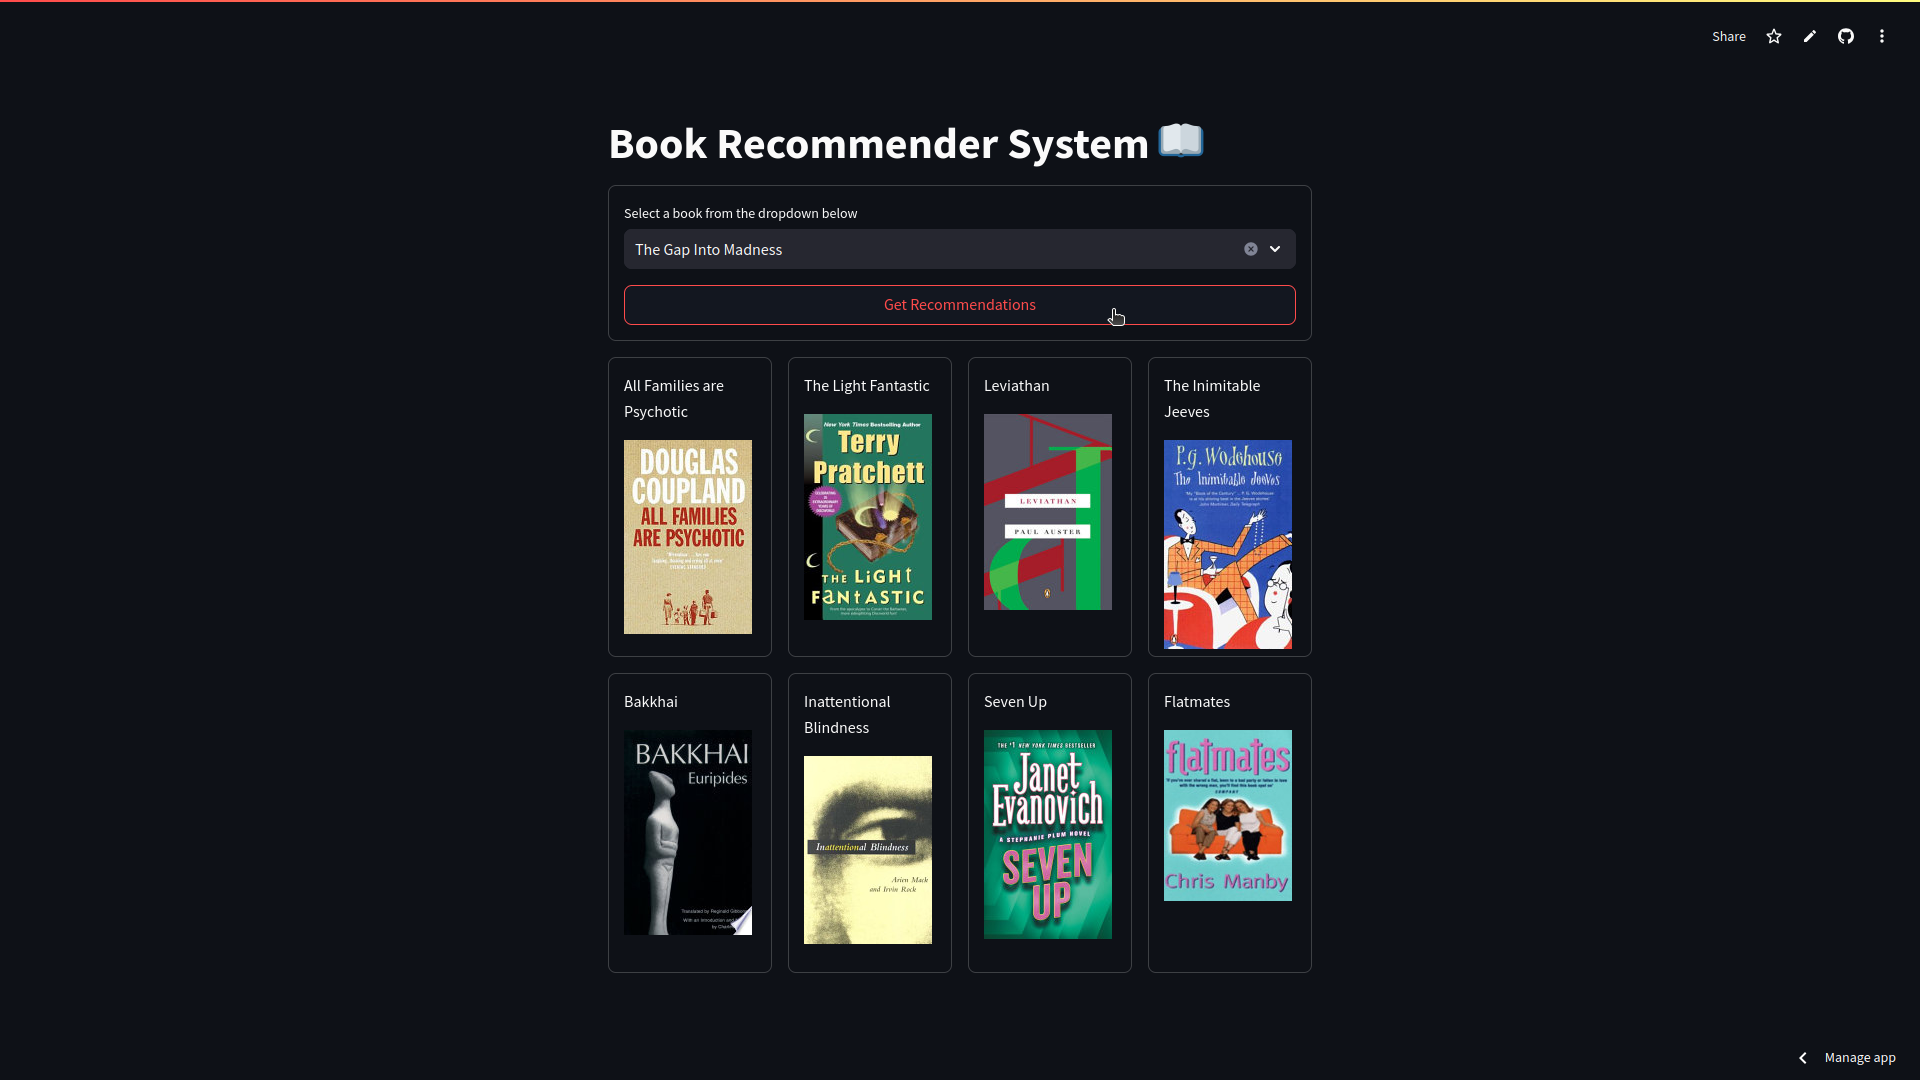 Share
Book Recommender System
Select a book from the dropdown below
The Gap Into Madness
Get Recommendations
All Families are
Psychotic
DOUGLAS
COUPLAND
ALL FAMILIES
ARE PSYCHOTIC
The Light Fantastic
New York Times Bestselling Author
Terry
Pratchett
THE LIGHT
FANTASTIC
Leviathan
LEVIATHAN
PAUL AUSTER
The Inimitable
Jeeves
P.G. Wodehouse
The Inimitable Jeeves
Bakkhai
BAKKHAI
Euripides
Inattentional
Blindness
Inattentional Blindness
Arien Mack
and Irvin Rock
Seven Up
THE #1 NEW YORK TIMES BESTSELLER
Janet
Evanovich
A STEPHANIE PLUM NOVEL
SEVEN
UP
Flatmates
flatmates
Chris Manby
Manage app